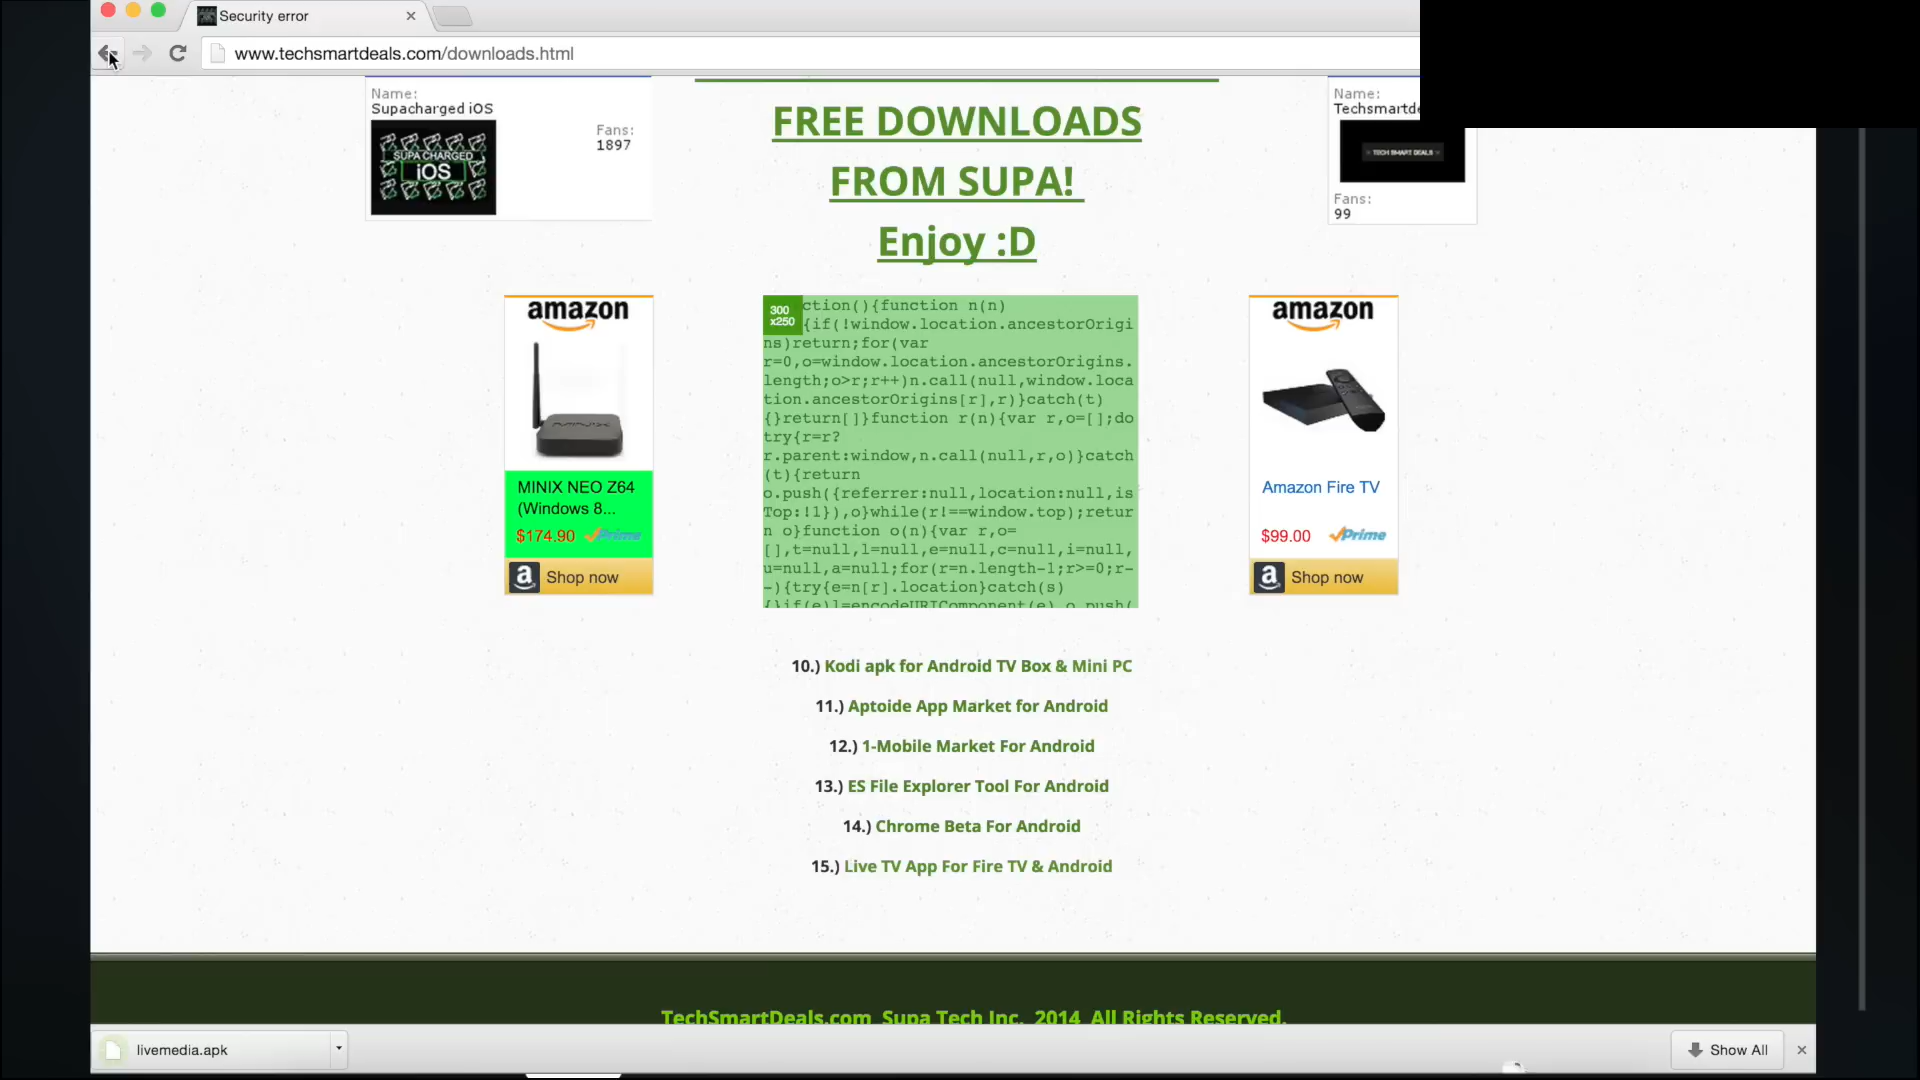 Security error
www.techsmartdeals.com/downloads.html
Name:
Supacharged iOS
SUPA CHARGED
iOS
Fans:
1897
FREE DOWNLOADS
FROM SUPA!
Enjoy :D
Name:
TECH SMART DEALS
Fans:
99
amazon
MINIX
MINIX NEO Z64
(Windows 8...
$174.90 Prime
a Shop now
300
x250
ction(){function n(n)
{if(!window.location.ancestorOrigi
ns)return;for(var
r=0,o=window.location.ancestorOrigins.
length;o>r;r++)n.call(null,window.loca
tion.ancestorOrigins[r],r)}catch(t)
{}return[]}function r(n){var r,o=[];do
try{r=r?
r.parent:window,n.call(null,r,o)}catch
(t){return
o.push({referrer:null,location:null,is
Top:!1}),o}while(r!==window.top);retur
n o}function o(n){var r,o=
[],t=null,l=null,e=null,c=null,i=null,
u=null,a=null;for(r=n.length-1;r>=0;r-
-){try{e=n[r].location}catch(s)
{}if(e)l=encodeURIComponent(e),o.push(
amazon
Amazon Fire TV
$99.00 Prime
a Shop now
10.) Kodi apk for Android TV Box & Mini PC
11.) Aptoide App Market for Android
12.) 1-Mobile Market For Android
13.) ES File Explorer Tool For Android
14.) Chrome Beta For Android
15.) Live TV App For Fire TV & Android
TechSmartDeals.com Supa Tech Inc. 2014 All Rights Reserved.
livemedia.apk
Show All